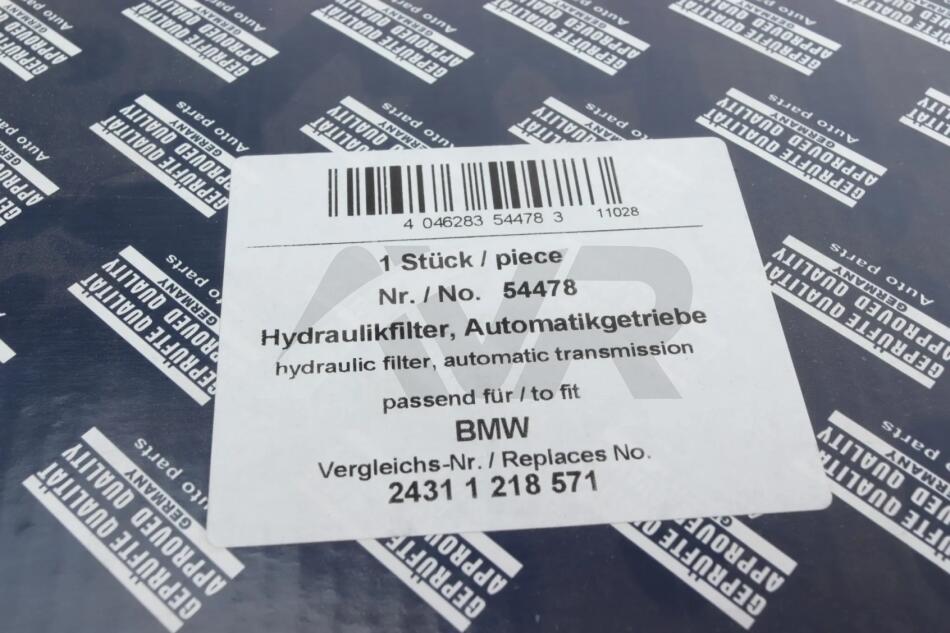 4 046283 54478 3 11028
1 Stück / piece
Nr. / No. 54478
Hydraulikfilter, Automatikgetriebe
hydraulic filter, automatic transmission
passend für / to fit
BMW
Vergleichs-Nr. / Replaces No.
2431 1 218 571
VR
GEPRÜFTE QUALITÄT
APPROVED QUALITY
GERMANY
Auto parts